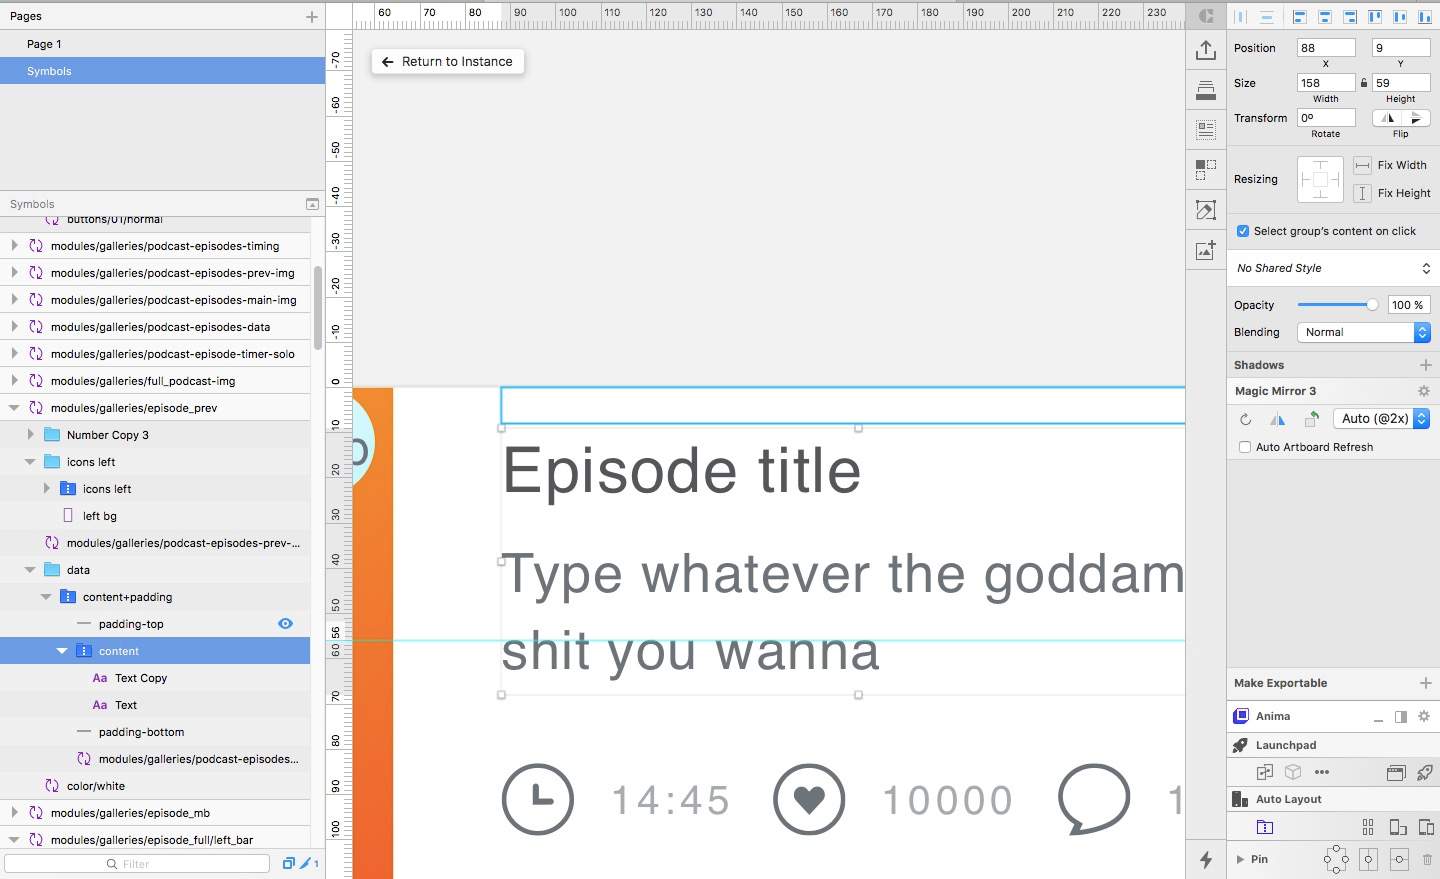 Pages
Page 1
Symbols
Symbols
buttons/01/normal
modules/galleries/podcast-episodes-timing
modules/galleries/podcast-episodes-prev-img
modules/galleries/podcast-episodes-main-img
modules/galleries/podcast-episodes-data
modules/galleries/podcast-episode-timer-solo
modules/galleries/full_podcast-img
modules/galleries/episode_prev
Number Copy 3
icons left
icons left
left bg
modules/galleries/podcast-episodes-prev-...
data
content+padding
padding-top
content
Aa Text Copy
Aa Text
padding-bottom
modules/galleries/podcast-episodes...
color/white
modules/galleries/episode_mb
modules/galleries/episode_full/left_bar
Filter
1
60 70 80 90 100 110 120 130 140 150 160 170 180 190 200 210 220 230
-70
-60
-50
-40
-30
-20
-10
0
10
20
30
40
50
56
60
70
80
90
100
Return to Instance
Episode title
Type whatever the goddam
shit you wanna
14:45 10000 1
Position 88 9
X Y
Size 158 59
Width Height
Transform 0º
Rotate Flip
Resizing Fix Width
Fix Height
Select group's content on click
No Shared Style
Opacity 100 %
Blending Normal
Shadows
Magic Mirror 3
Auto (@2x)
Auto Artboard Refresh
Make Exportable
Anima
Launchpad
Auto Layout
Pin